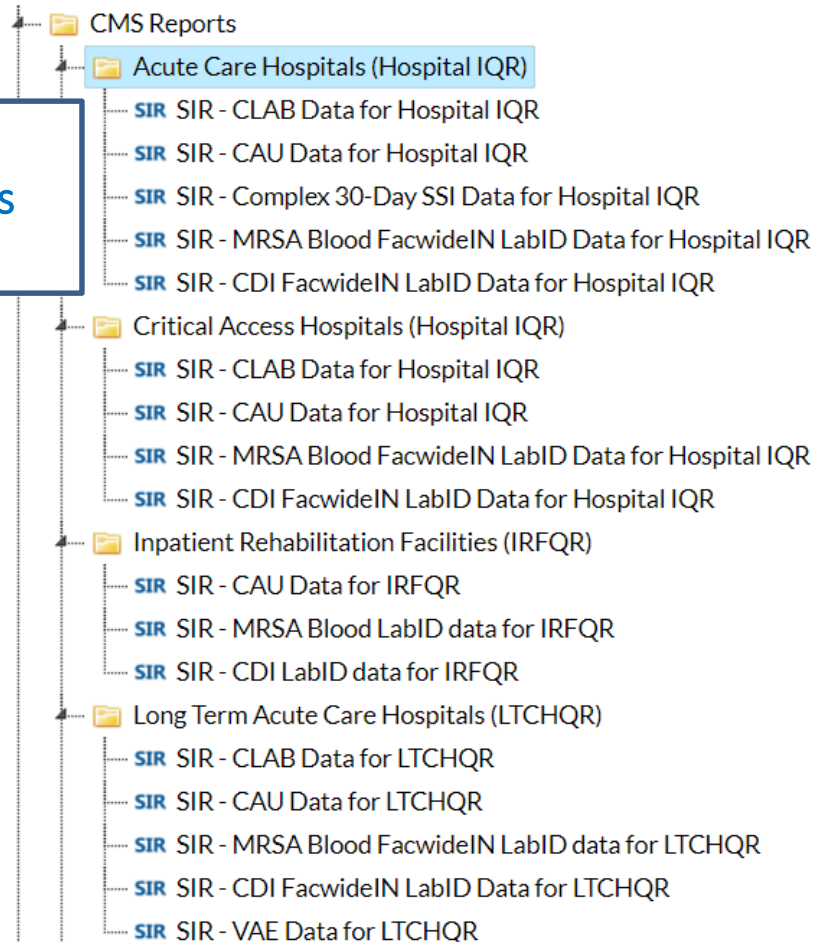 CMS Reports
Acute Care Hospitals (Hospital IQR)
SIR SIR - CLAB Data for Hospital IQR
SIR SIR - CAU Data for Hospital IQR
s
SIR SIR - Complex 30-Day SSI Data for Hospital IQR
SIR SIR - MRSA Blood FacwideIN LabID Data for Hospital IQR
SIR SIR - CDI FacwideIN LabID Data for Hospital IQR
Critical Access Hospitals (Hospital IQR)
SIR SIR - CLAB Data for Hospital IQR
SIR SIR - CAU Data for Hospital IQR
SIR SIR - MRSA Blood FacwideIN LabID Data for Hospital IQR
SIR SIR - CDI FacwideIN LabID Data for Hospital IQR
Inpatient Rehabilitation Facilities (IRFQR)
SIR SIR - CAU Data for IRFQR
SIR SIR - MRSA Blood LabID data for IRFQR
SIR SIR - CDI LabID data for IRFQR
Long Term Acute Care Hospitals (LTCHQR)
SIR SIR - CLAB Data for LTCHQR
SIR SIR - CAU Data for LTCHQR
SIR SIR - MRSA Blood FacwideIN LabID data for LTCHQR
SIR SIR - CDI FacwideIN LabID Data for LTCHQR
SIR SIR - VAE Data for LTCHQR